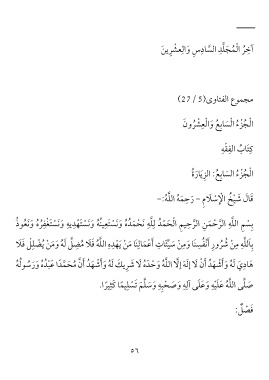 آخِرُ الْمُجَلَّدِ السَّادِسِ وَالْعِشْرِينَ
مجموع الفتاوى(5 / 27)
الْجُزْءُ السَّابِعُ وَالْعِشْرُونَ
كِتَابُ الْفِقْهِ
الْجُزْءُ السَّابِعُ: الزِّيَارَةُ
قَالَ شَيْخُ الْإِسْلَامِ - رَحِمَهُ اللَّهُ:-
بِسْمِ اللَّهِ الرَّحْمَنِ الرَّحِيمِ الْحَمْدُ لِلَّهِ نَحْمَدُهُ وَنَسْتَعِينُهُ وَنَسْتَهْدِيهِ وَنَسْتَغْفِرُهُ وَنَعُوذُ
بِاَللَّهِ مِنْ شُرُورِ أَنْفُسِنَا وَمِنْ سَيِّئَاتِ أَعْمَالِنَا مَنْ يَهْدِهِ اللَّهُ فَلَا مُضِلَّ لَهُ وَمَنْ يُضْلِلْ فَلَا
هَادِيَ لَهُ وَأَشْهَدُ أَنْ لَا إلَهَ إلَّا اللَّهُ وَحْدَهُ لَا شَرِيكَ لَهُ وَأَشْهَدُ أَنَّ مُحَمَّدًا عَبْدُهُ وَرَسُولُهُ
صَلَّى اللَّهُ عَلَيْهِ وَعَلَى آلِهِ وَصَحْبِهِ وَسَلَّمَ تَسْلِيمًا كَثِيرًا.
فَصْلٌ:
٥٦